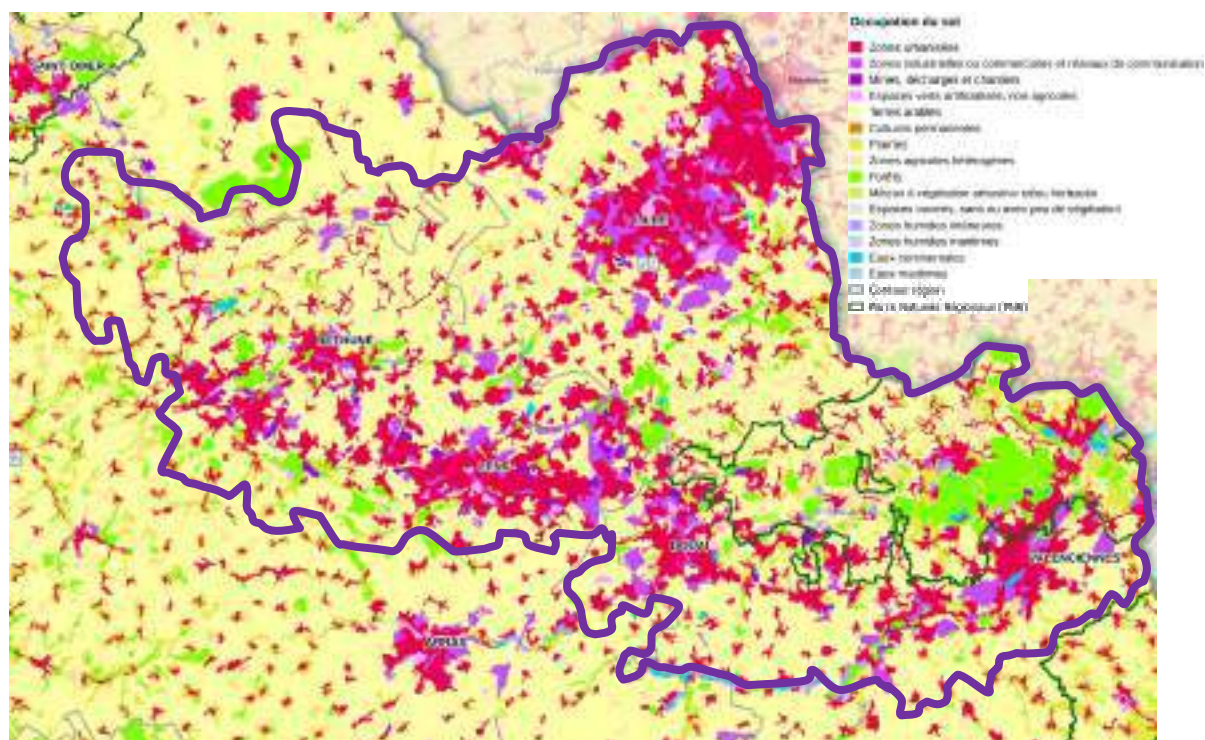 Occupation du sol
Zones urbanisées
Zones industrielles ou commerciales et réseaux de communication
Mines, décharges et chantiers
Espaces verts artificialisés, non agricoles
Terres arables
Cultures permanentes
Prairies
Zones agricoles hétérogènes
Forêts
Milieux à végétation arbustive et/ou herbacée
Espaces ouverts, sans ou avec peu de végétation
Zones humides intérieures
Zones humides maritimes
Eaux continentales
Eaux maritimes
Contour région
Parcs Naturels Régionaux (PNR)
SAINT-OMER
LILLE
BETHUNE
LENS
DOUAI
VALENCIENNES
ARRAS